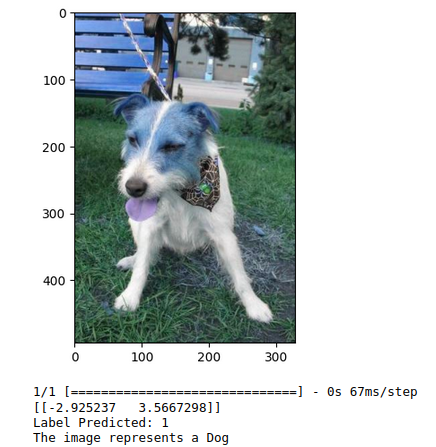 0
100
200
300
400
0 100 200 300
1/1 [==============================] - 0s 67ms/step
[[-2.925237   3.5667298]]
Label Predicted: 1
The image represents a Dog